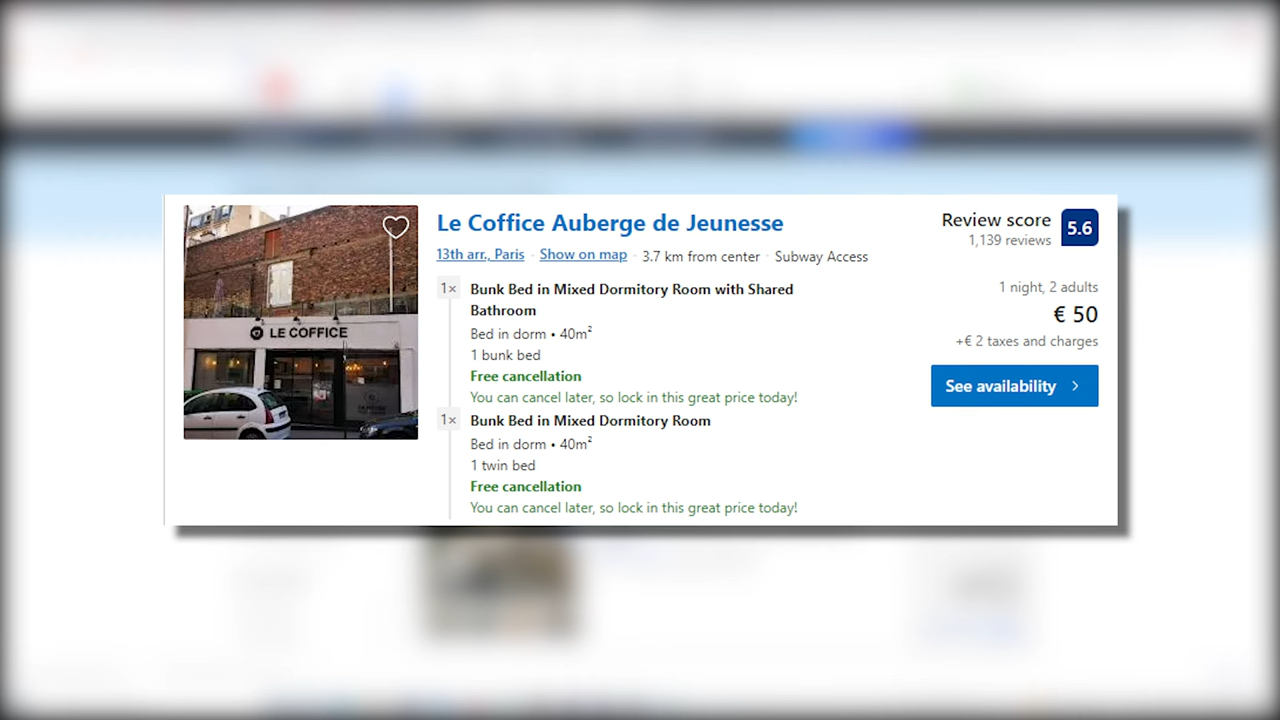 LE COFFICE
Le Coffice Auberge de Jeunesse
13th arr., Paris · Show on map · 3.7 km from center · Subway Access
1× Bunk Bed in Mixed Dormitory Room with Shared
Bathroom
Bed in dorm • 40m²
1 bunk bed
Free cancellation
You can cancel later, so lock in this great price today!
1× Bunk Bed in Mixed Dormitory Room
Bed in dorm • 40m²
1 twin bed
Free cancellation
You can cancel later, so lock in this great price today!
Review score 5.6
1,139 reviews
1 night, 2 adults
€ 50
+€ 2 taxes and charges
See availability